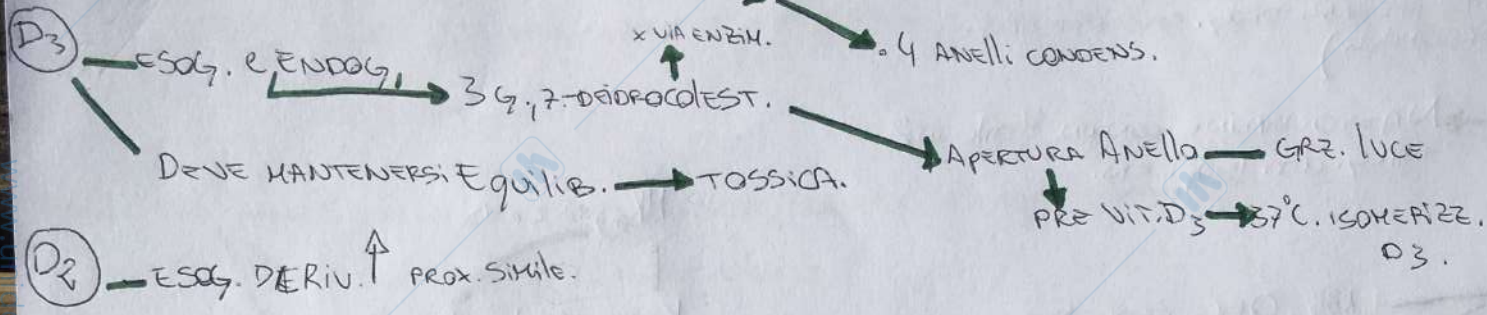 D3
ESOG. e ENDOG.
x VIA ENZIM.
. 4 ANElli CONDENS.
3 G., 7-DEIDROCOlEST.
DEVE MANTENERSi EQUiLiB. → TOSSiCA.
APERTURA ANEllo — GRZ. lUCE
PRE ViT. D3 → 37°C. ISOMERIZZ.
D3.
D2 — ESOG. DERiV. ↑ PROX. SiMile.